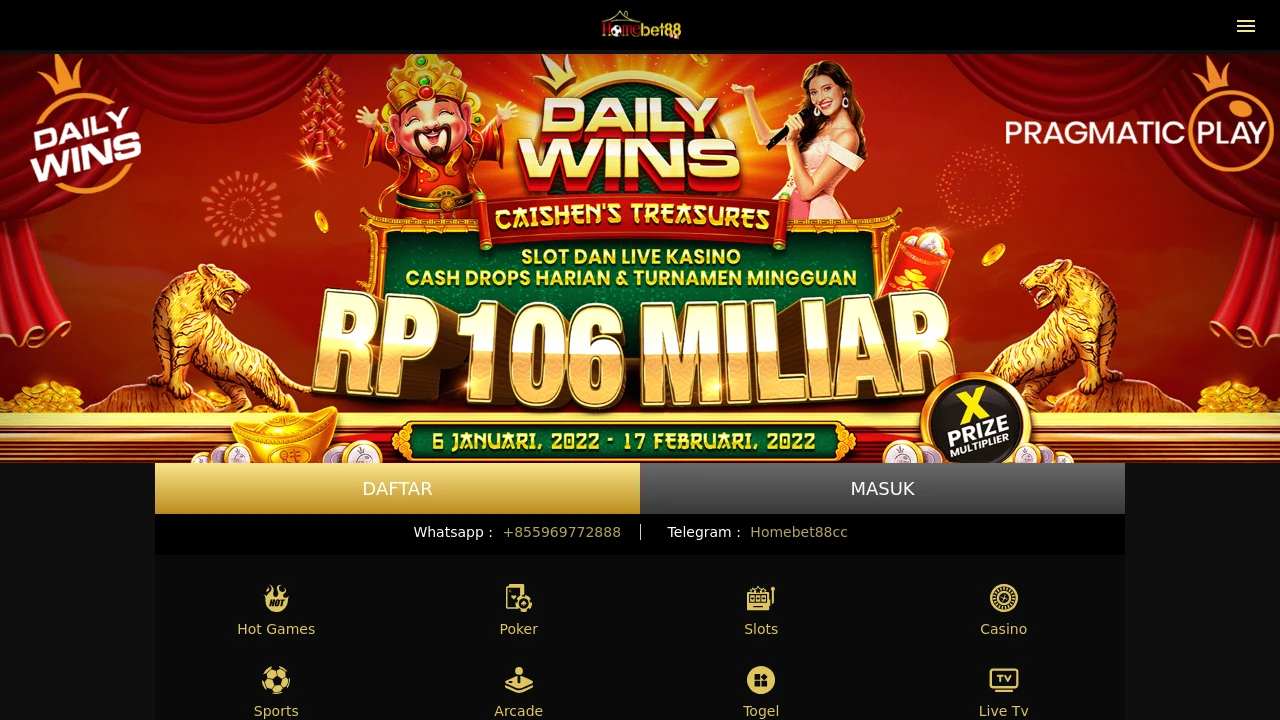 Homebet88
DAILY
WINS
DAILY
WINS
PRAGMATIC PLAY
CAISHEN'S TREASURES
SLOT DAN LIVE KASINO
CASH DROPS HARIAN & TURNAMEN MINGGUAN
RP 106 MILIAR
X
PRIZE
MULTIPLIER
6 JANUARI, 2022 - 17 FEBRUARI, 2022
DAFTAR
MASUK
Whatsapp : +855969772888
Telegram : Homebet88cc
Hot Games
Poker
Slots
Casino
Sports
Arcade
Togel
Live Tv